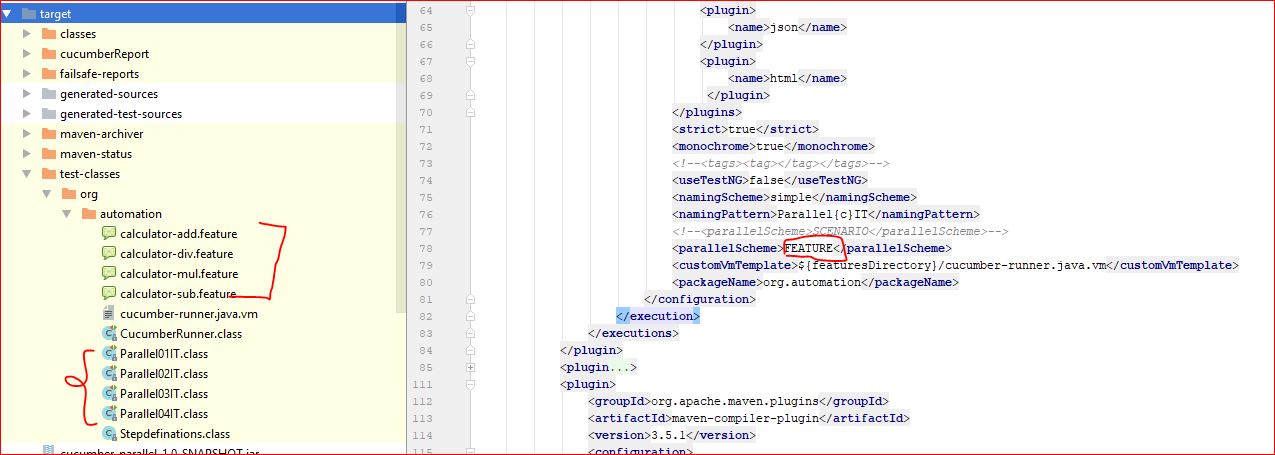 target
classes
cucumberReport
failsafe-reports
generated-sources
generated-test-sources
maven-archiver
maven-status
test-classes
org
automation
calculator-add.feature
calculator-div.feature
calculator-mul.feature
calculator-sub.feature
cucumber-runner.java.vm
CucumberRunner.class
Parallel01IT.class
Parallel02IT.class
Parallel03IT.class
Parallel04IT.class
Stepdefinations.class
cucumber-parallel-1.0-SNAPSHOT.jar
64 <plugin>
65 <name>json</name>
66 </plugin>
67 <plugin>
68 <name>html</name>
69 </plugin>
70 </plugins>
71 <strict>true</strict>
72 <monochrome>true</monochrome>
73 <!--<tags><tag></tag></tags>-->
74 <useTestNG>false</useTestNG>
75 <namingScheme>simple</namingScheme>
76 <namingPattern>Parallel{c}IT</namingPattern>
77 <!--<parallelScheme>SCENARIO</parallelScheme>-->
78 <parallelScheme>FEATURE</parallelScheme>
79 <customVmTemplate>${featuresDirectory}/cucumber-runner.java.vm</customVmTemplate>
80 <packageName>org.automation</packageName>
81 </configuration>
82 </execution>
83 </executions>
84 </plugin>
85 <plugin...>
111 <plugin>
112 <groupId>org.apache.maven.plugins</groupId>
113 <artifactId>maven-compiler-plugin</artifactId>
114 <version>3.5.1</version>
115 <configuration>